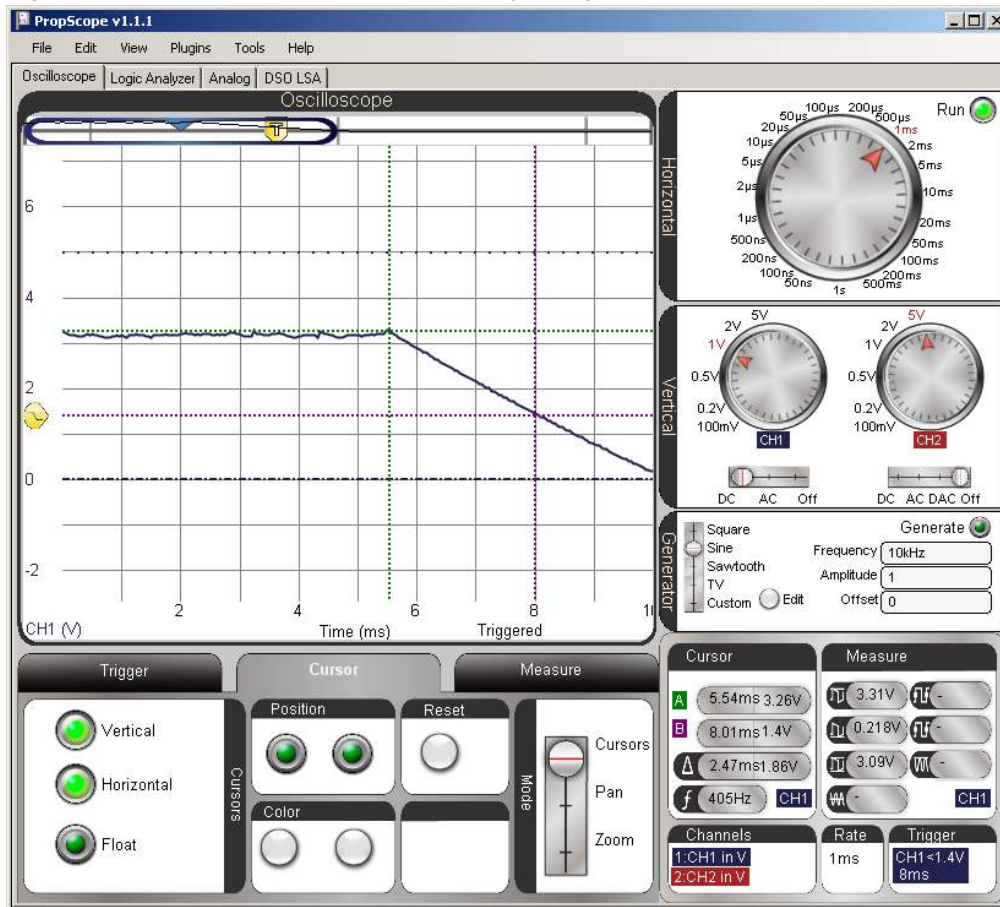 PropScope v1.1.1
File Edit View Plugins Tools Help
Oscilloscope Logic Analyzer Analog DSO LSA
Oscilloscope
T
6
4
2
0
-2
2 4 6 8
CH1 (V) Time (ms) Triggered
Horizontal
Run
50ns
100ns
200ns
500ns
1µs
2µs
5µs
10µs
20µs
50µs
100µs
200µs
500µs
1ms
2ms
5ms
10ms
20ms
50ms
100ms
200ms
500ms
1s
Vertical
5V
2V
1V
0.5V
0.2V
100mV
CH1
DC AC Off
5V
2V
1V
0.5V
0.2V
100mV
CH2
DC AC DAC Off
Generator
Square
Sine
Sawtooth
TV
Custom
Edit
Generate
Frequency 10kHz
Amplitude 1
Offset 0
Trigger Cursor Measure
Vertical
Horizontal
Float
Cursors
Position
Reset
Color
Mode
Cursors
Pan
Zoom
Cursor
A 5.54ms 3.26V
B 8.01ms 1.4V
Δ 2.47ms 1.86V
f 405Hz CH1
Measure
3.31V -
0.218V -
3.09V -
- CH1
Channels
1:CH1 in V
2:CH2 in V
Rate
1ms
Trigger
CH1<1.4V
8ms